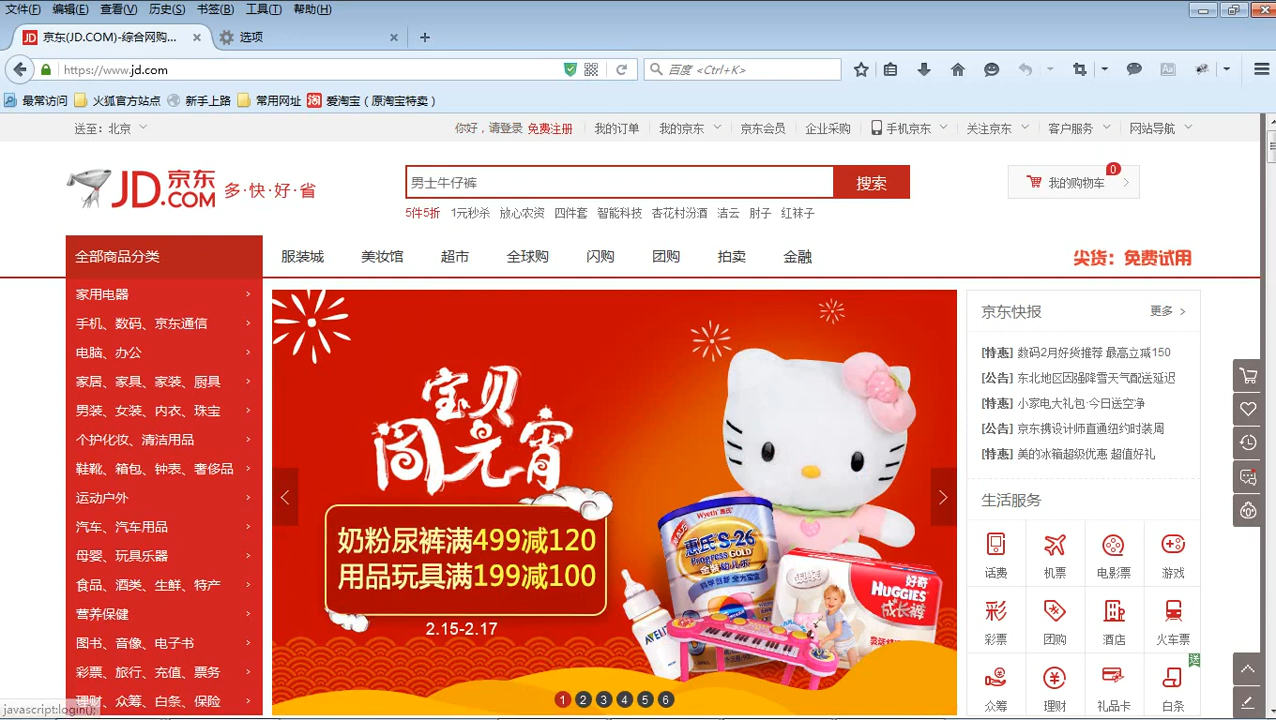 文件(F) 编辑(E) 查看(V) 历史(S) 书签(B) 工具(T) 帮助(H)
JD 京东(JD.COM)-综合网购... 选项
https://www.jd.com 百度 <Ctrl+K>
最常访问 火狐官方站点 新手上路 常用网址 淘 爱淘宝（原淘宝特卖）
送至：北京 你好，请登录 免费注册 我的订单 我的京东 京东会员 企业采购 手机京东 关注京东 客户服务 网站导航
JD.COM 京东 多·快·好·省
男士牛仔裤 搜索
我的购物车 0
5件5折 1元秒杀 放心农资 四件套 智能科技 杏花村汾酒 洁云 肘子 红袜子
全部商品分类 服装城 美妆馆 超市 全球购 闪购 团购 拍卖 金融 尖货：免费试用
家用电器
手机、数码、京东通信
电脑、办公
家居、家具、家装、厨具
男装、女装、内衣、珠宝
个护化妆、清洁用品
鞋靴、箱包、钟表、奢侈品
运动户外
汽车、汽车用品
母婴、玩具乐器
食品、酒类、生鲜、特产
营养保健
图书、音像、电子书
彩票、旅行、充值、票务
理财、众筹、白条、保险
javascript:login();
宝贝
闹元宵
奶粉尿裤满499减120
用品玩具满199减100
2.15-2.17
Wyeth 惠氏
惠氏 S-26
Progress GOLD
好奇
HUGGIES
成长裤
1 2 3 4 5 6
京东快报 更多 >
[特惠] 数码2月好货推荐 最高立减150
[公告] 东北地区因强降雪天气配送延迟
[特惠] 小家电大礼包·今日送空净
[公告] 京东携设计师直通纽约时装周
[特惠] 美的冰箱超级优惠 超值好礼
生活服务
话费 机票 电影票 游戏
彩票 团购 酒店 火车票
众筹 理财 礼品卡 白条
送